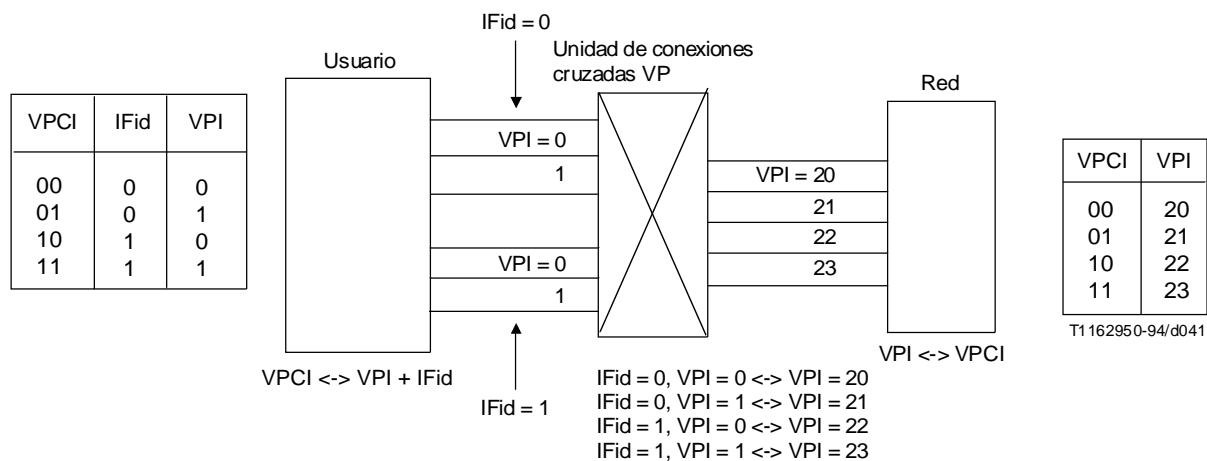 IFid = 0
Unidad de conexiones
cruzadas VP
Usuario
Red
VPCI IFid VPI
00 0 0
01 0 1
10 1 0
11 1 1
VPI = 0
1
VPI = 0
1
VPI = 20
21
22
23
VPCI VPI
00 20
01 21
10 22
11 23
T1162950-94/d041
VPCI <-> VPI + IFid
IFid = 1
VPI <-> VPCI
IFid = 0, VPI = 0 <-> VPI = 20
IFid = 0, VPI = 1 <-> VPI = 21
IFid = 1, VPI = 0 <-> VPI = 22
IFid = 1, VPI = 1 <-> VPI = 23